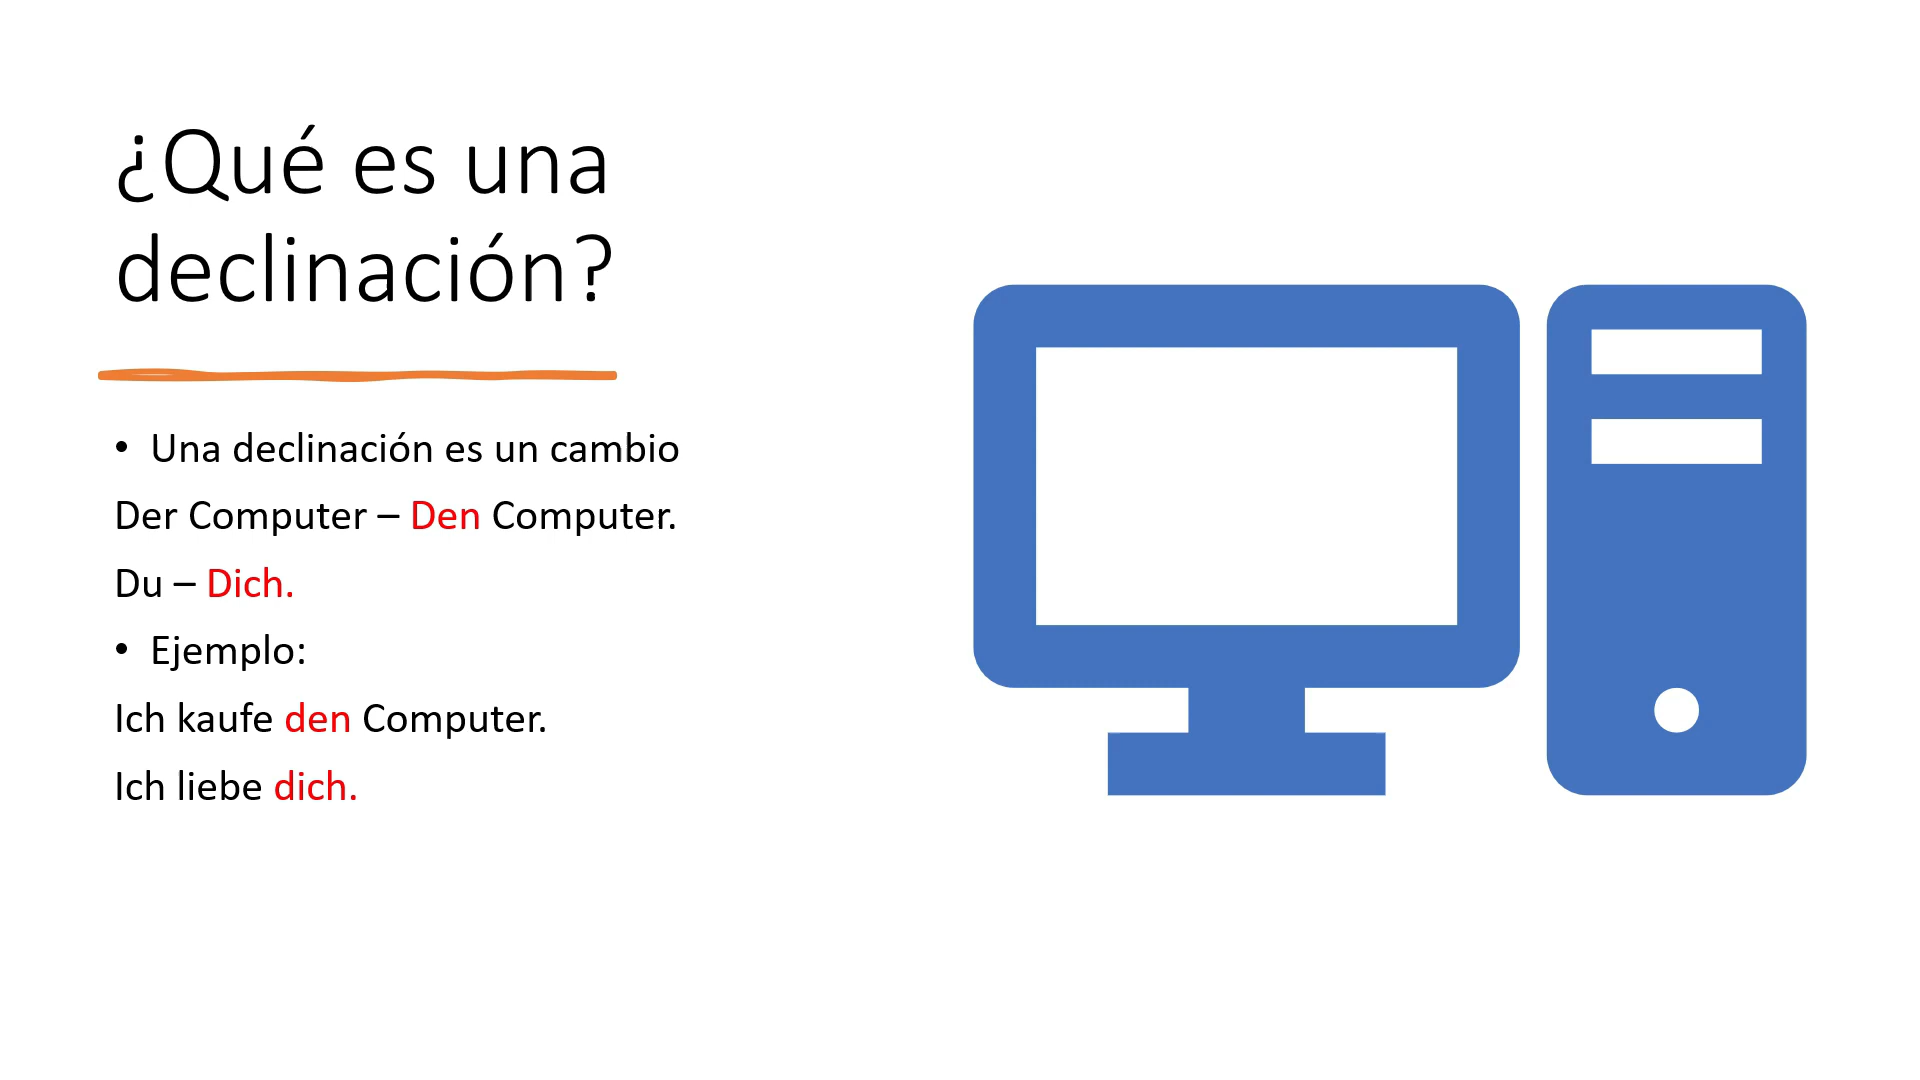 ¿Qué es una
declinación?
• Una declinación es un cambio
Der Computer – Den Computer.
Du – Dich.
• Ejemplo:
Ich kaufe den Computer.
Ich liebe dich.